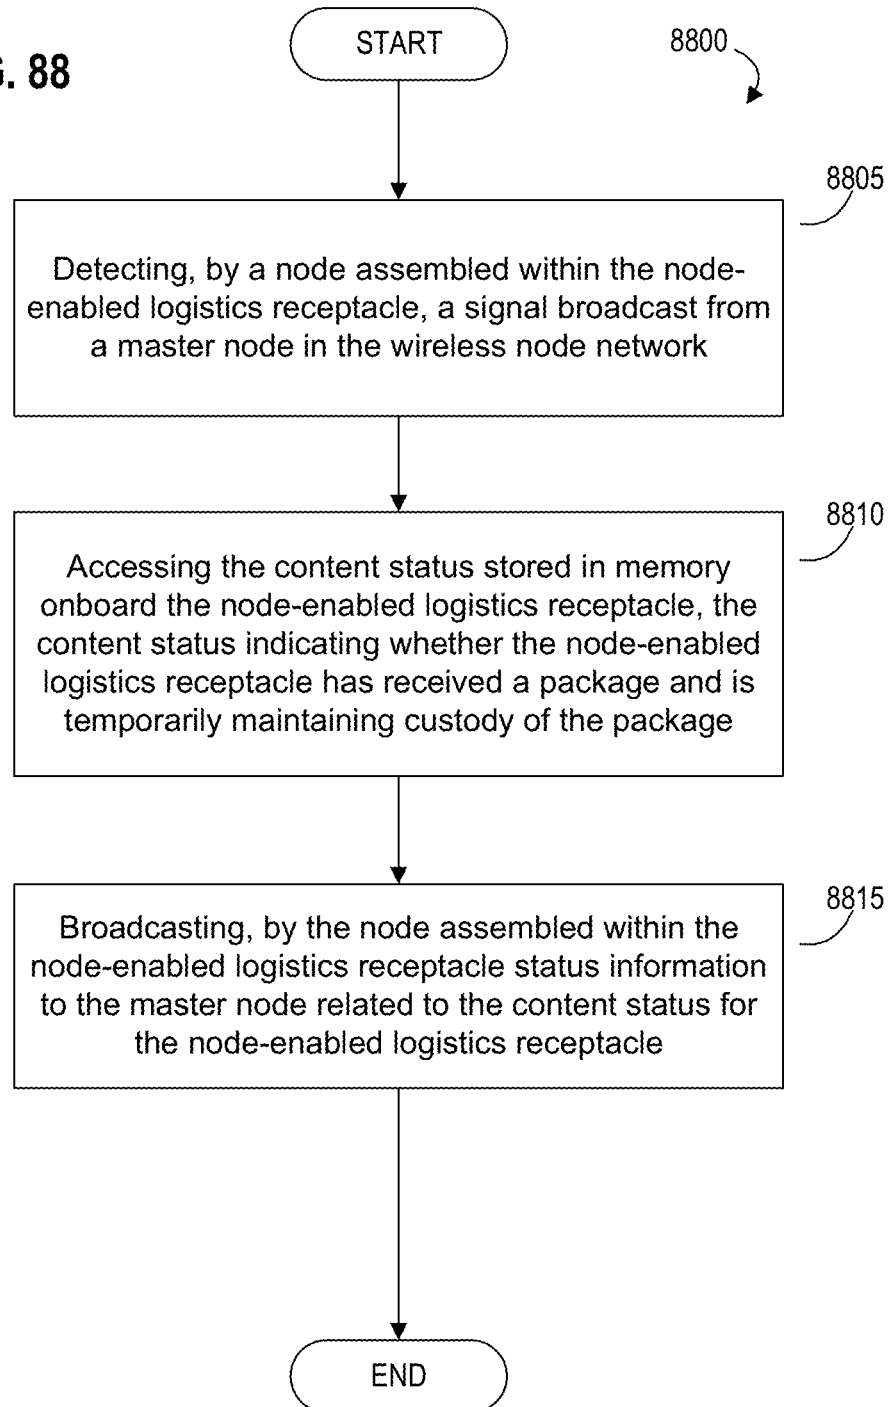 START
8800
. 88
8805
Detecting, by a node assembled within the node-
enabled logistics receptacle, a signal broadcast from
a master node in the wireless node network
8810
Accessing the content status stored in memory
onboard the node-enabled logistics receptacle, the
content status indicating whether the node-enabled
logistics receptacle has received a package and is
temporarily maintaining custody of the package
8815
Broadcasting, by the node assembled within the
node-enabled logistics receptacle status information
to the master node related to the content status for
the node-enabled logistics receptacle
END